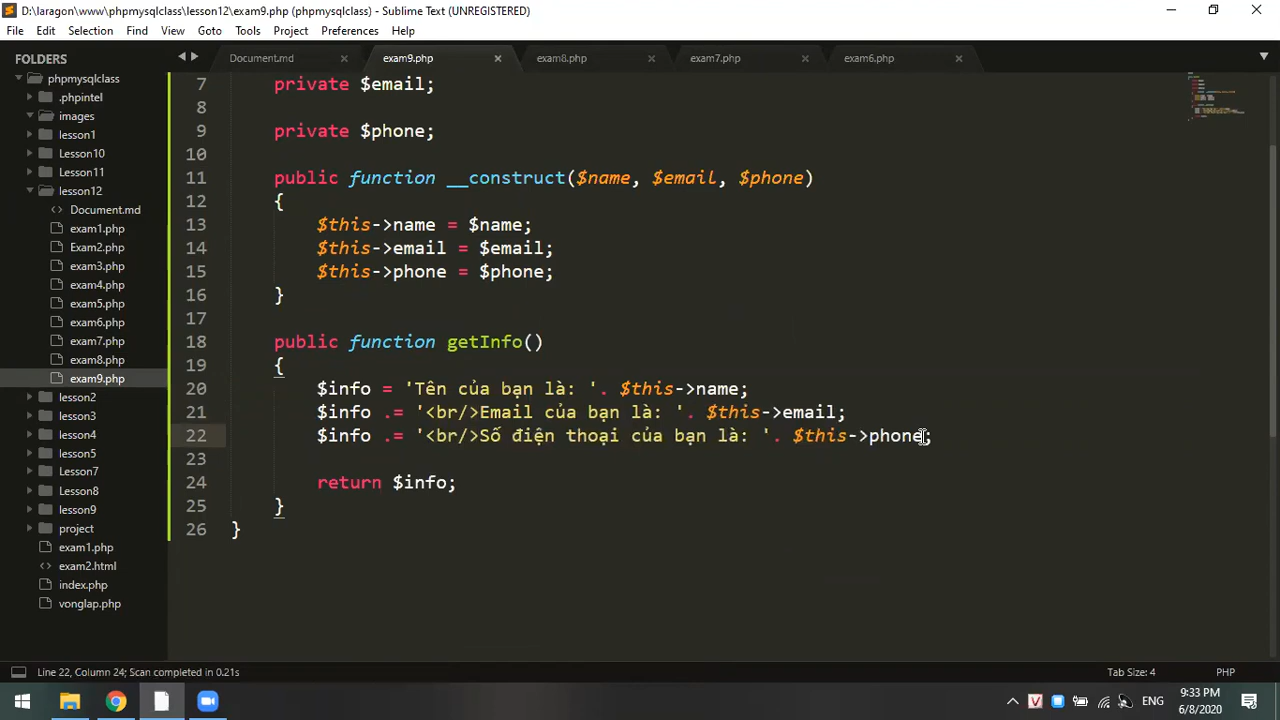 D:\laragon\www\phpmysqlclass\lesson12\exam9.php (phpmysqlclass) - Sublime Text (UNREGISTERED)
File Edit Selection Find View Goto Tools Project Preferences Help
FOLDERS
phpmysqlclass
.phpintel
images
lesson1
Lesson10
Lesson11
lesson12
Document.md
exam1.php
Exam2.php
exam3.php
exam4.php
exam5.php
exam6.php
exam7.php
exam8.php
exam9.php
lesson2
lesson3
lesson4
lesson5
Lesson7
Lesson8
lesson9
project
exam1.php
exam2.html
index.php
vonglap.php
Document.md exam9.php exam8.php exam7.php exam6.php
7 private $email;
8
9 private $phone;
10
11 public function __construct($name, $email, $phone)
12 {
13 $this->name = $name;
14 $this->email = $email;
15 $this->phone = $phone;
16 }
17
18 public function getInfo()
19 {
20 $info = 'Tên của bạn là: '. $this->name;
21 $info .= '<br/>Email của bạn là: '. $this->email;
22 $info .= '<br/>Số điện thoại của bạn là: '. $this->phone;
23
24 return $info;
25 }
26 }
Line 22, Column 24; Scan completed in 0.21s
Tab Size: 4 PHP
ENG
9:33 PM
6/8/2020